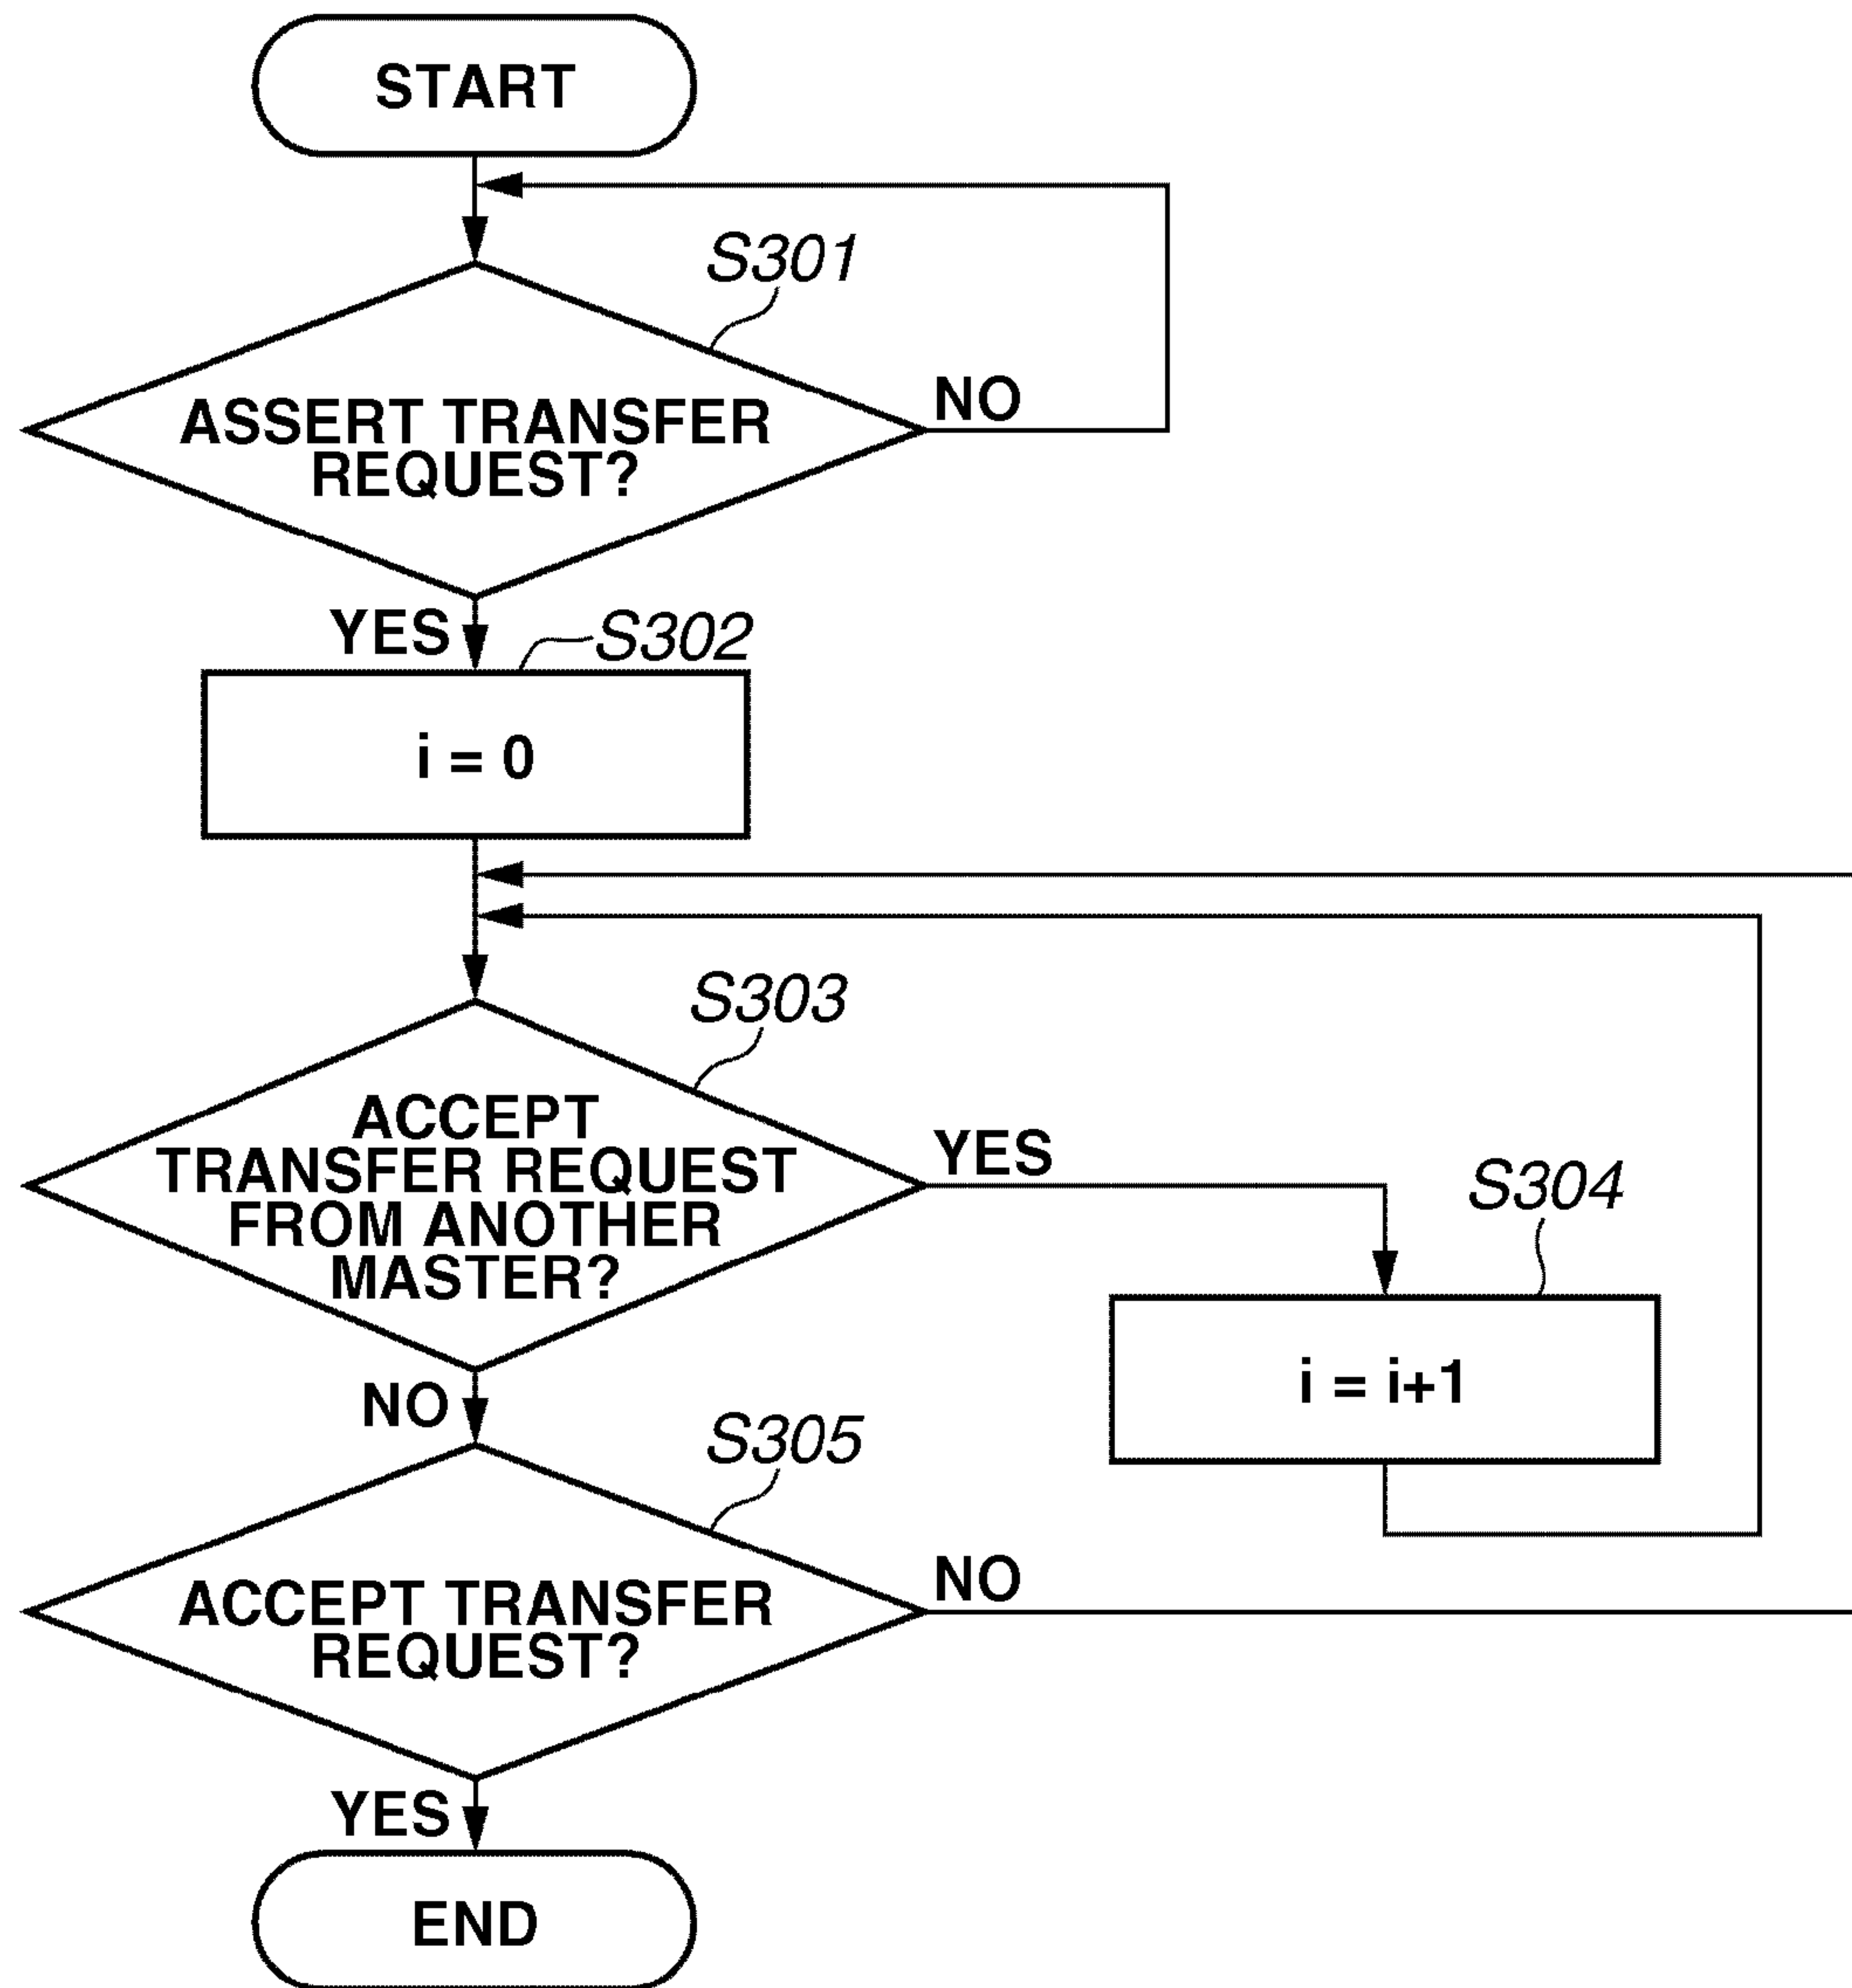 START
S301
ASSERT TRANSFER
REQUEST?
NO
YES
S302
i = 0
S303
ACCEPT
TRANSFER REQUEST
FROM ANOTHER
MASTER?
YES
S304
i = i+1
NO
S305
ACCEPT TRANSFER
REQUEST?
NO
YES
END